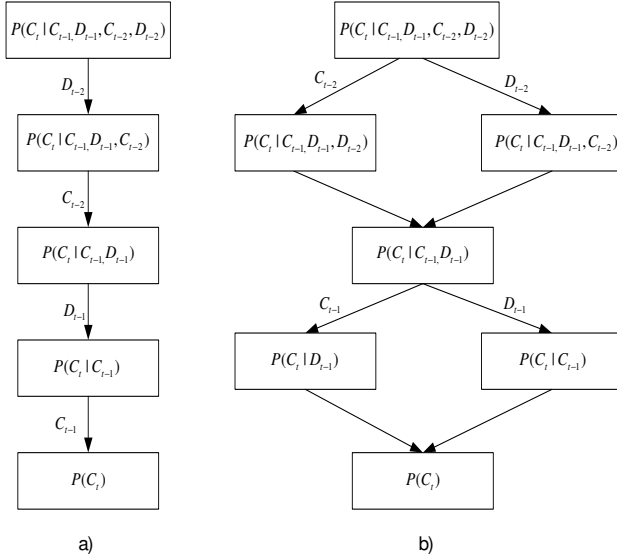 P(C_t | C_{t-1}, D_{t-1}, C_{t-2}, D_{t-2})
D_{t-2}
P(C_t | C_{t-1}, D_{t-1}, C_{t-2})
C_{t-2}
P(C_t | C_{t-1}, D_{t-1})
D_{t-1}
P(C_t | C_{t-1})
C_{t-1}
P(C_t)
a)
P(C_t | C_{t-1}, D_{t-1}, C_{t-2}, D_{t-2})
C_{t-2}
D_{t-2}
P(C_t | C_{t-1}, D_{t-1}, D_{t-2})
P(C_t | C_{t-1}, D_{t-1}, C_{t-2})
P(C_t | C_{t-1}, D_{t-1})
C_{t-1}
D_{t-1}
P(C_t | D_{t-1})
P(C_t | C_{t-1})
P(C_t)
b)